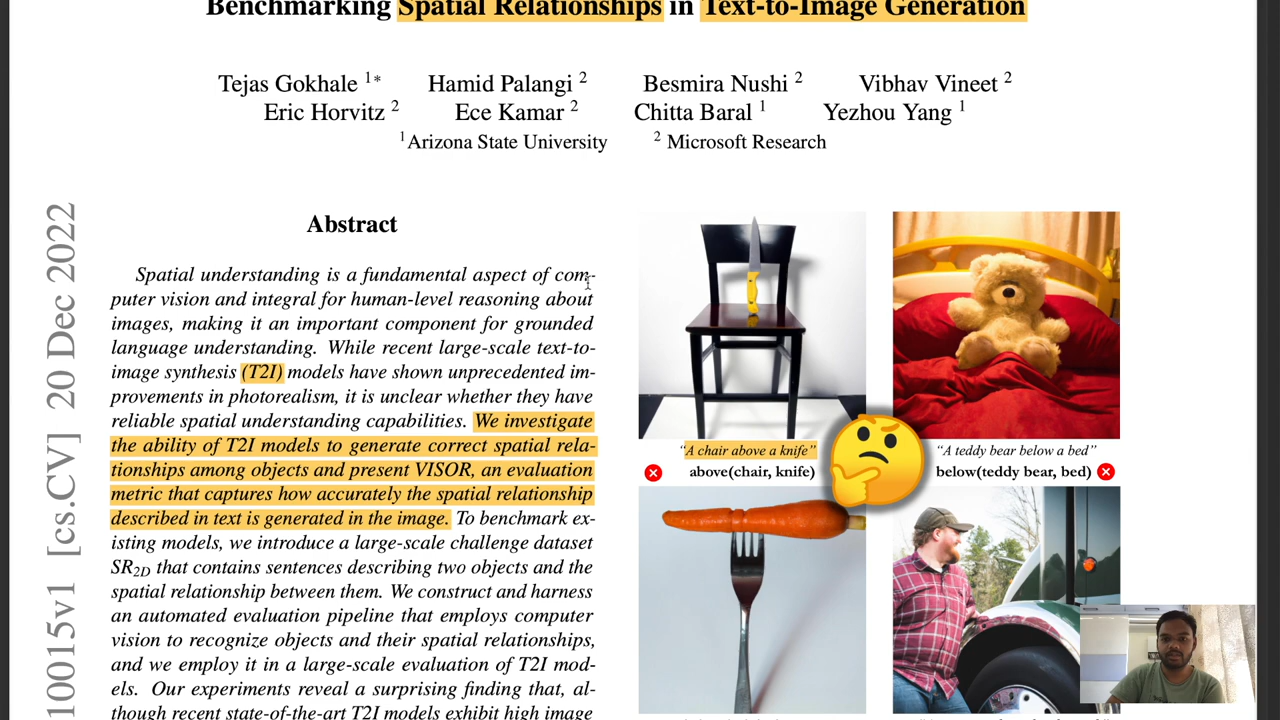 Benchmarking Spatial Relationships in Text-to-Image Generation
Tejas Gokhale 1* Hamid Palangi 2 Besmira Nushi 2 Vibhav Vineet 2
Eric Horvitz 2 Ece Kamar 2 Chitta Baral 1 Yezhou Yang 1
1 Arizona State University 2 Microsoft Research
10015v1 [cs.CV] 20 Dec 2022
Abstract
Spatial understanding is a fundamental aspect of com-
puter vision and integral for human-level reasoning about
images, making it an important component for grounded
language understanding. While recent large-scale text-to-
image synthesis (T2I) models have shown unprecedented im-
provements in photorealism, it is unclear whether they have
reliable spatial understanding capabilities. We investigate
the ability of T2I models to generate correct spatial rela-
tionships among objects and present VISOR, an evaluation
metric that captures how accurately the spatial relationship
described in text is generated in the image. To benchmark ex-
isting models, we introduce a large-scale challenge dataset
SR2D that contains sentences describing two objects and the
spatial relationship between them. We construct and harness
an automated evaluation pipeline that employs computer
vision to recognize objects and their spatial relationships,
and we employ it in a large-scale evaluation of T2I mod-
els. Our experiments reveal a surprising finding that, al-
though recent state-of-the-art T2I models exhibit high image
“A chair above a knife”
above(chair, knife)
“A teddy bear below a bed”
below(teddy bear, bed)